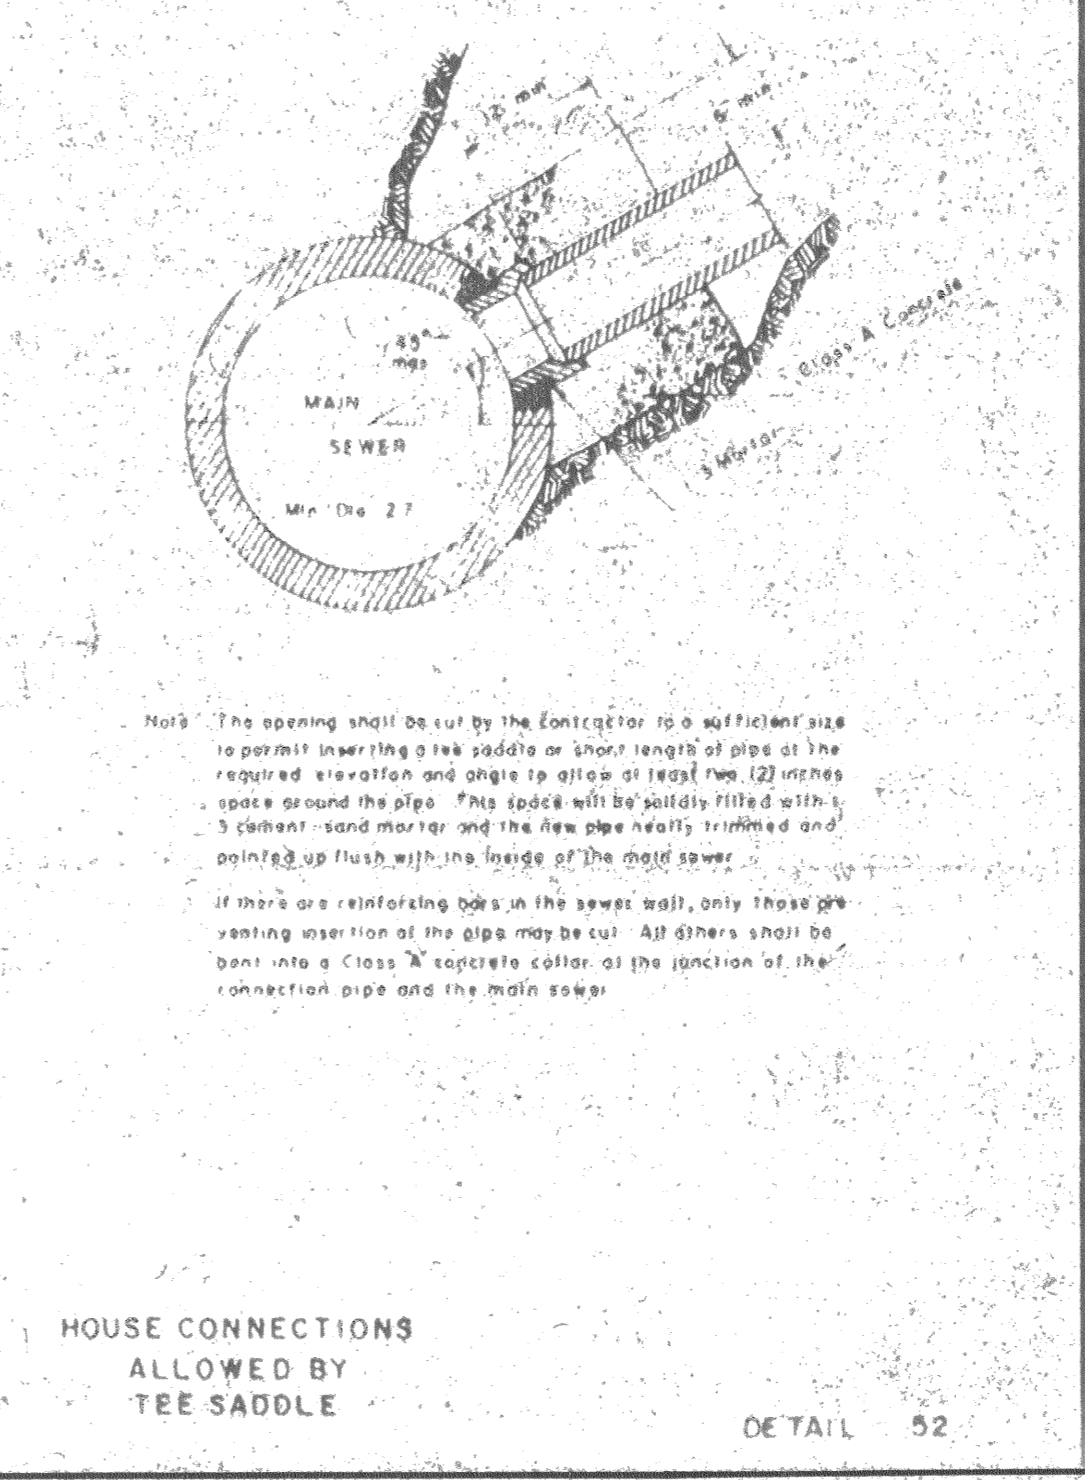 12 min
6 min
45°
max
MAIN
SEWER
Min Dia 27
Class A Concrete
3 Mortar
Note The opening shall be cut by the contractor to a sufficient size
to permit inserting a tee saddle or short length of pipe at the
required elevation and angle to allow at least two (2) inches
space around the pipe This space will be solidly filled with 1
3 cement sand mortar and the new pipe neatly trimmed and
pointed up flush with the inside of the main sewer
If there are reinforcing bars in the sewer wall, only those pre
venting insertion of the pipe may be cut All others shall be
bent into a Class "A" concrete collar at the junction of the
connection pipe and the main sewer
HOUSE CONNECTIONS
ALLOWED BY
TEE SADDLE
DETAIL 52